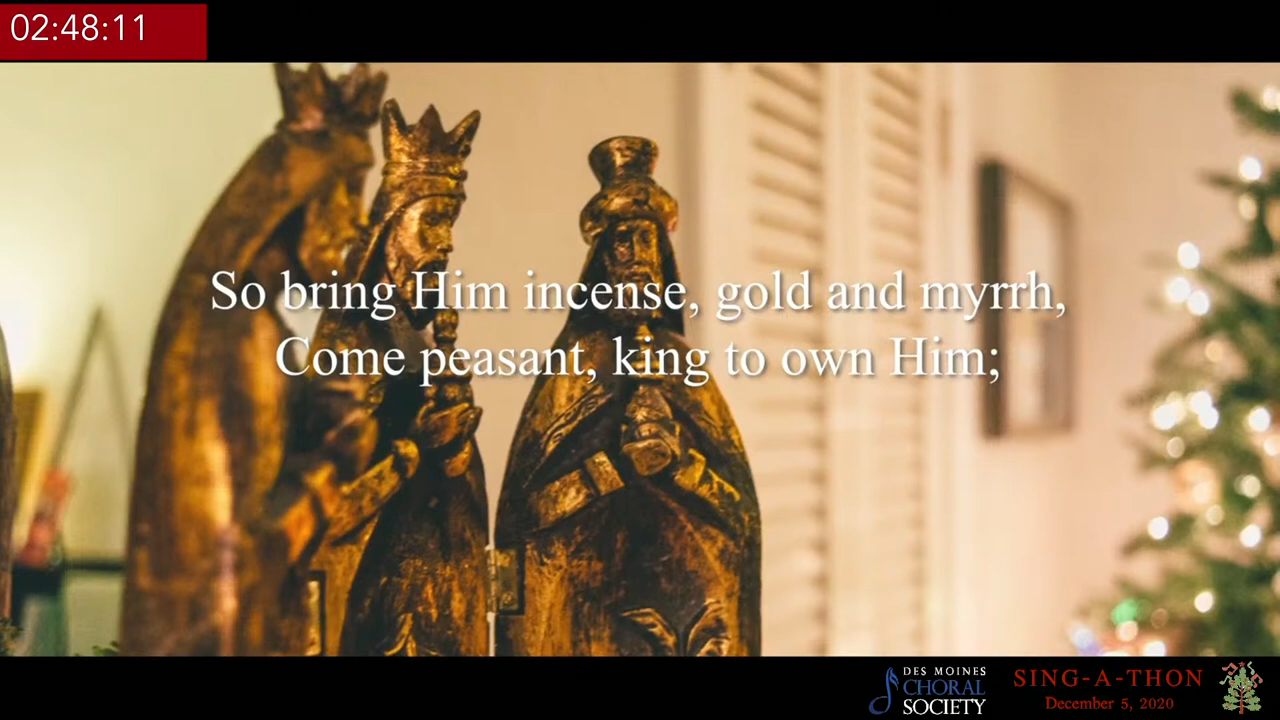 02:48:11
So bring Him incense, gold and myrrh,
Come peasant, king to own Him;
DES MOINES
CHORAL
SOCIETY
SING-A-THON
December 5, 2020